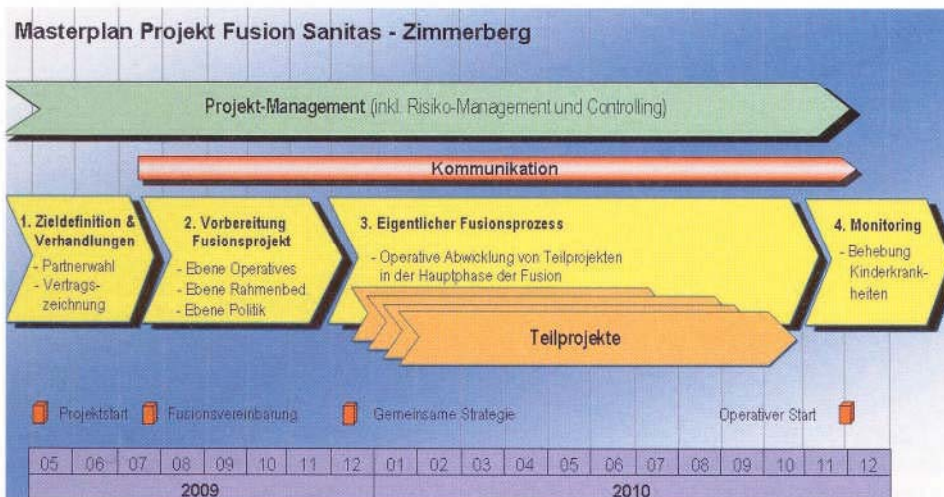 Masterplan Projekt Fusion Sanitas - Zimmerberg
Projekt-Management (inkl. Risiko-Management und Controlling)
Kommunikation
1. Zieldefinition &
Verhandlungen
- Partnerwahl
- Vertrags-
zeichnung
2. Vorbereitung
Fusionsprojekt
- Ebene Operatives
- Ebene Rahmenbed.
- Ebene Politik
3. Eigentlicher Fusionsprozess
- Operative Abwicklung von Teilprojekten
in der Hauptphase der Fusion
Teilprojekte
4. Monitoring
- Behebung
Kinderkrank-
heiten
Projektstart
Fusionsvereinbarung
Gemeinsame Strategie
Operativer Start
05 06 07 08 09 10 11 12 01 02 03 04 05 06 07 08 09 10 11 12
2009 2010